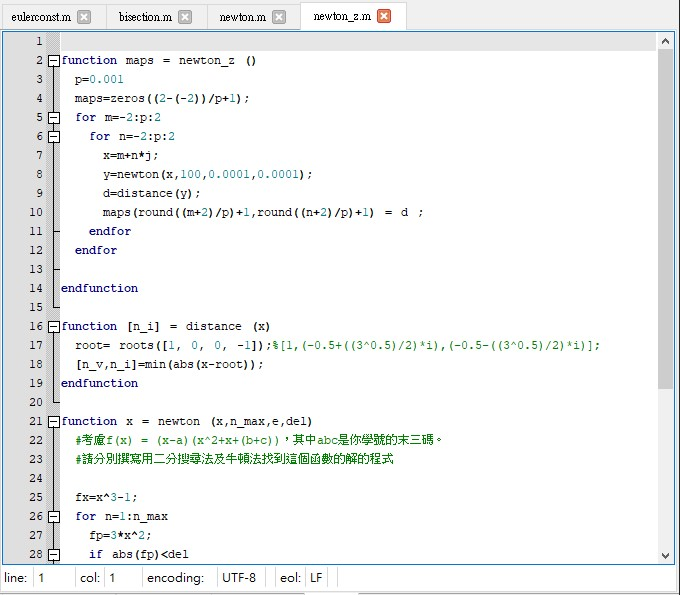 eulerconst.m bisection.m newton.m newton_z.m
1
2 function maps = newton_z ()
3 p=0.001
4 maps=zeros((2-(-2))/p+1);
5 for m=-2:p:2
6 for n=-2:p:2
7 x=m+n*j;
8 y=newton(x,100,0.0001,0.0001);
9 d=distance(y);
10 maps(round((m+2)/p)+1,round((n+2)/p)+1) = d ;
11 endfor
12 endfor
13
14 endfunction
15
16 function [n_i] = distance (x)
17 root= roots([1, 0, 0, -1]);%[1,(-0.5+((3^0.5)/2)*i),(-0.5-((3^0.5)/2)*i)];
18 [n_v,n_i]=min(abs(x-root));
19 endfunction
20
21 function x = newton (x,n_max,e,del)
22 #考慮f(x) = (x-a)(x^2+x+(b+c))，其中abc是你學號的末三碼。
23 #請分別撰寫用二分搜尋法及牛頓法找到這個函數的解的程式
24
25 fx=x^3-1;
26 for n=1:n_max
27 fp=3*x^2;
28 if abs(fp)<del
line: 1 col: 1 encoding: UTF-8 eol: LF